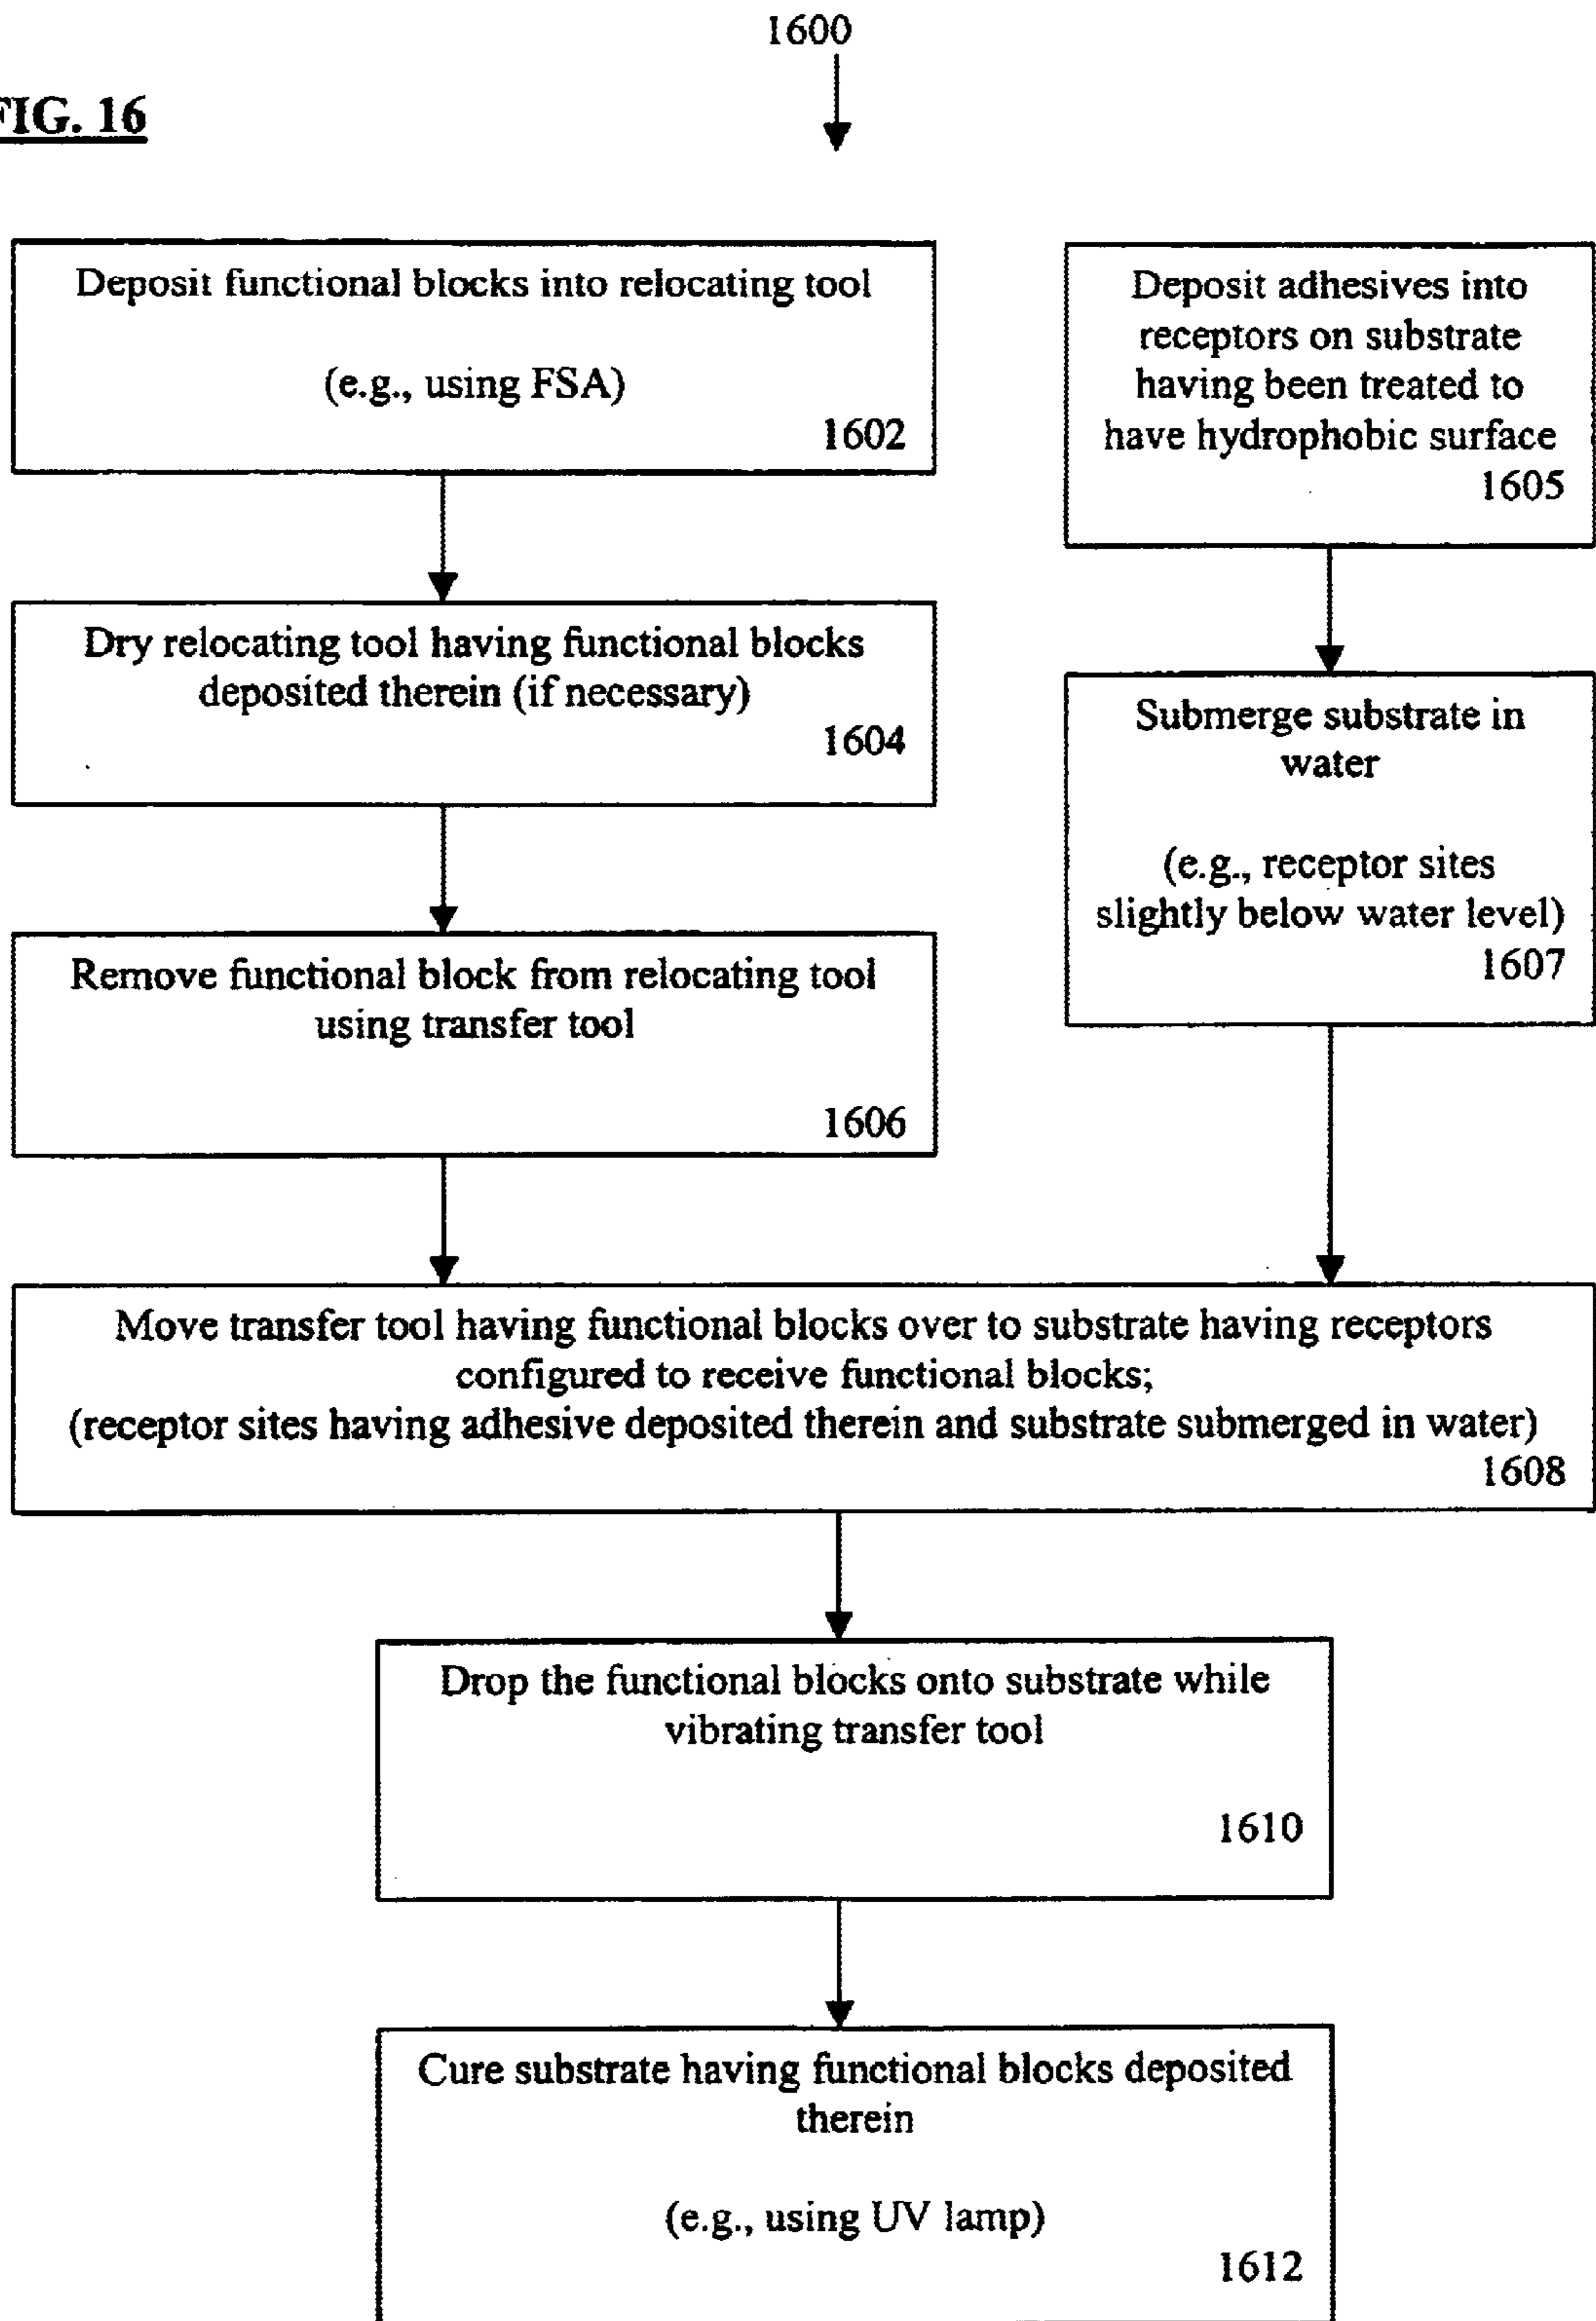 1600
FIG. 16
Deposit functional blocks into relocating tool
(e.g., using FSA)
1602
Dry relocating tool having functional blocks
deposited therein (if necessary)
1604
Remove functional block from relocating tool
using transfer tool
1606
Deposit adhesives into
receptors on substrate
having been treated to
have hydrophobic surface
1605
Submerge substrate in
water
(e.g., receptor sites
slightly below water level)
1607
Move transfer tool having functional blocks over to substrate having receptors
configured to receive functional blocks;
(receptor sites having adhesive deposited therein and substrate submerged in water)
1608
Drop the functional blocks onto substrate while
vibrating transfer tool
1610
Cure substrate having functional blocks deposited
therein
(e.g., using UV lamp)
1612